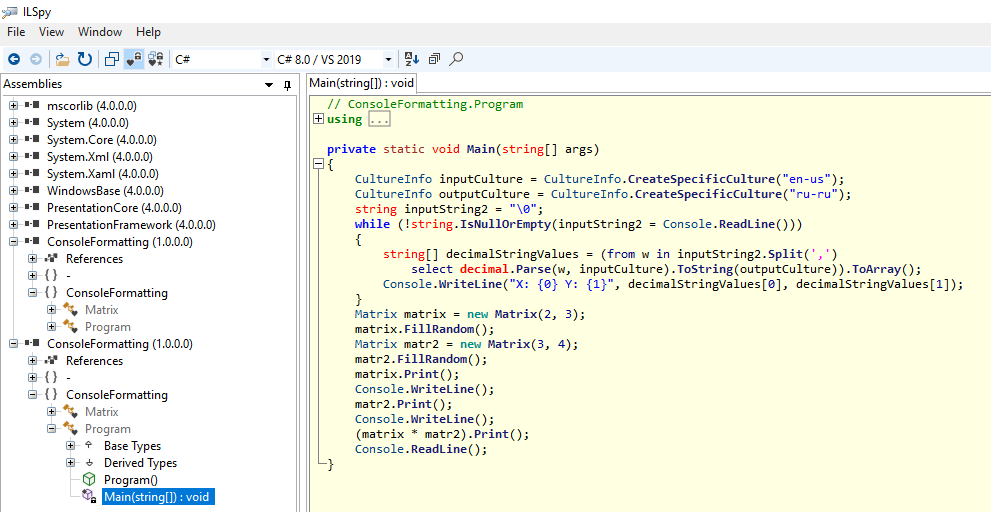 ILSpy
File View Window Help
C# C# 8.0 / VS 2019
Assemblies
mscorlib (4.0.0.0)
System (4.0.0.0)
System.Core (4.0.0.0)
System.Xml (4.0.0.0)
System.Xaml (4.0.0.0)
WindowsBase (4.0.0.0)
PresentationCore (4.0.0.0)
PresentationFramework (4.0.0.0)
ConsoleFormatting (1.0.0.0)
References
{ } -
{ } ConsoleFormatting
Matrix
Program
ConsoleFormatting (1.0.0.0)
References
{ } -
{ } ConsoleFormatting
Matrix
Program
Base Types
Derived Types
Program()
Main(string[]) : void
Main(string[]) : void
// ConsoleFormatting.Program
using ...
private static void Main(string[] args)
{
    CultureInfo inputCulture = CultureInfo.CreateSpecificCulture("en-us");
    CultureInfo outputCulture = CultureInfo.CreateSpecificCulture("ru-ru");
    string inputString2 = "\0";
    while (!string.IsNullOrEmpty(inputString2 = Console.ReadLine()))
    {
        string[] decimalStringValues = (from w in inputString2.Split(',')
            select decimal.Parse(w, inputCulture).ToString(outputCulture)).ToArray();
        Console.WriteLine("X: {0} Y: {1}", decimalStringValues[0], decimalStringValues[1]);
    }
    Matrix matrix = new Matrix(2, 3);
    matrix.FillRandom();
    Matrix matr2 = new Matrix(3, 4);
    matr2.FillRandom();
    matrix.Print();
    Console.WriteLine();
    matr2.Print();
    Console.WriteLine();
    (matrix * matr2).Print();
    Console.ReadLine();
}